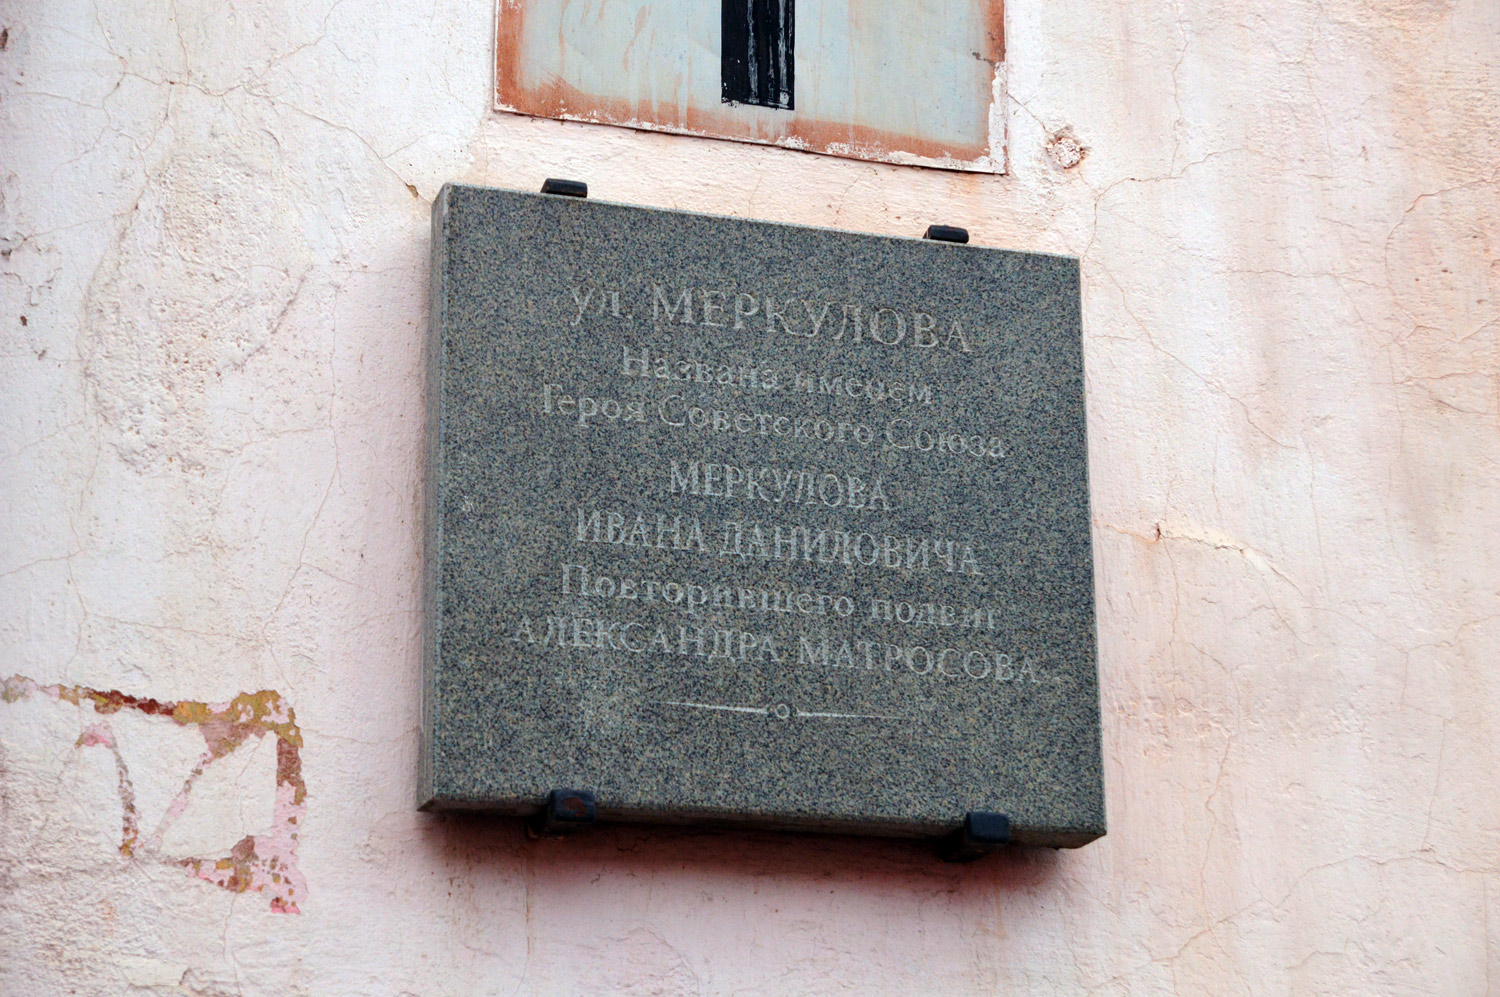 ул. МЕРКУЛОВА
Названа именем
Героя Советского Союза
МЕРКУЛОВА
ИВАНА ДАНИЛОВИЧА
Повторившего подвиг
АЛЕКСАНДРА МАТРОСОВА